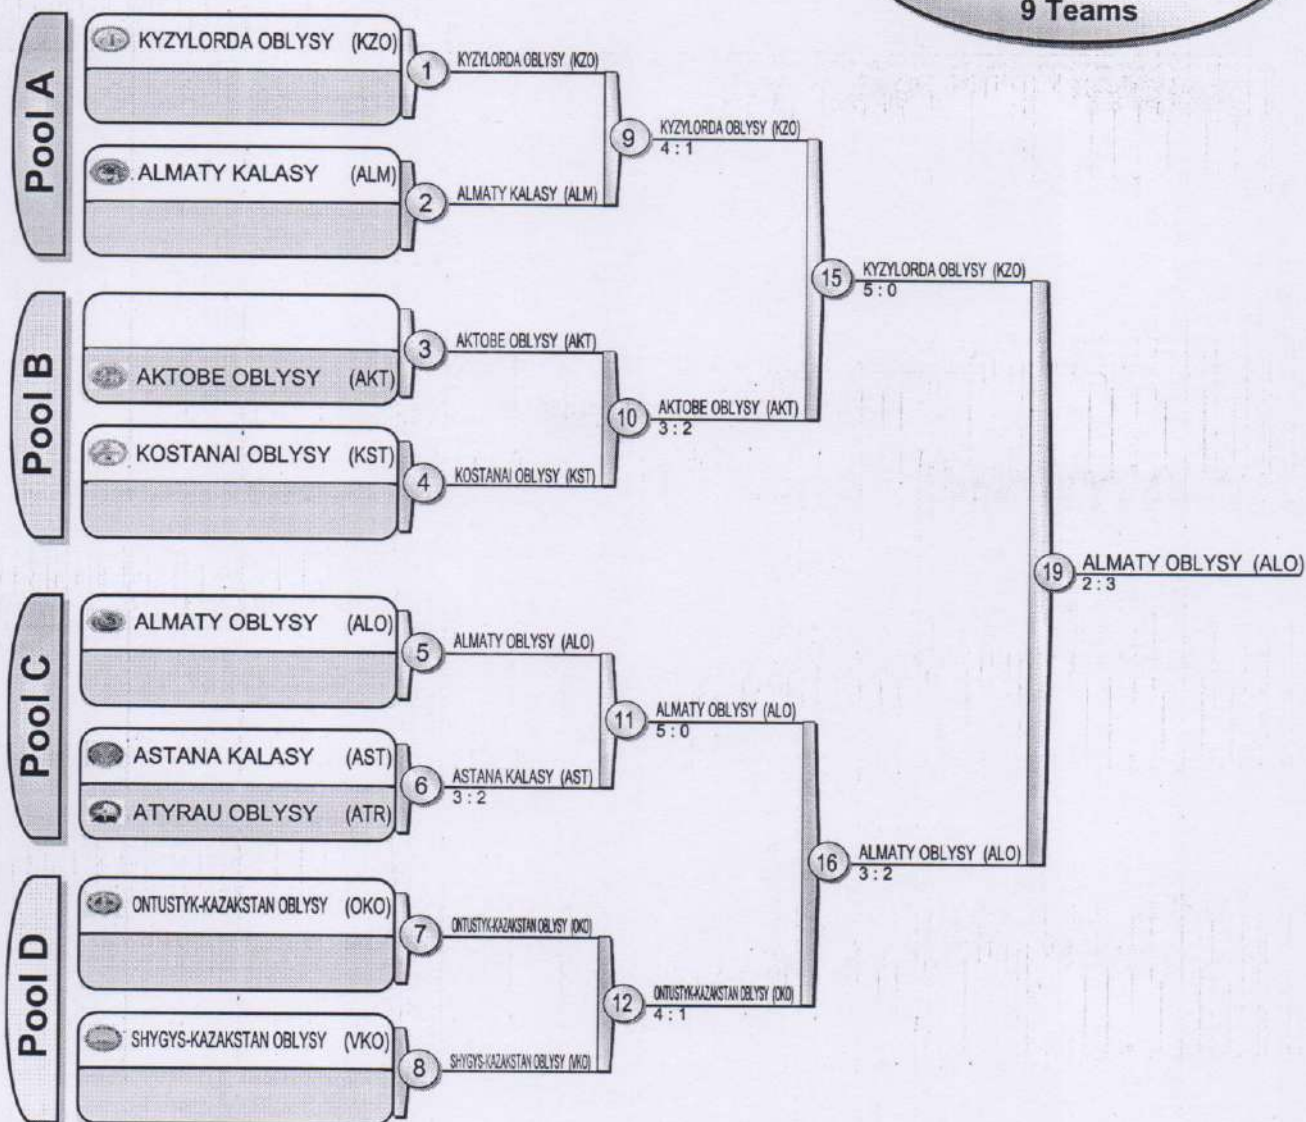 9 Teams
Pool A
KYZYLORDA OBLYSY (KZO)
1
KYZYLORDA OBLYSY (KZO)
ALMATY KALASY (ALM)
2
ALMATY KALASY (ALM)
9
KYZYLORDA OBLYSY (KZO)
4 : 1
Pool B
3
AKTOBE OBLYSY (AKT)
AKTOBE OBLYSY (AKT)
KOSTANAI OBLYSY (KST)
4
KOSTANAI OBLYSY (KST)
10
AKTOBE OBLYSY (AKT)
3 : 2
15
KYZYLORDA OBLYSY (KZO)
5 : 0
Pool C
ALMATY OBLYSY (ALO)
5
ALMATY OBLYSY (ALO)
ASTANA KALASY (AST)
ATYRAU OBLYSY (ATR)
6
ASTANA KALASY (AST)
3 : 2
11
ALMATY OBLYSY (ALO)
5 : 0
Pool D
ONTUSTYK-KAZAKSTAN OBLYSY (OKO)
7
ONTUSTYK-KAZAKSTAN OBLYSY (OKO)
SHYGYS-KAZAKSTAN OBLYSY (VKO)
8
SHYGYS-KAZAKSTAN OBLYSY (VKO)
12
ONTUSTYK-KAZAKSTAN OBLYSY (OKO)
4 : 1
16
ALMATY OBLYSY (ALO)
3 : 2
19
ALMATY OBLYSY (ALO)
2 : 3